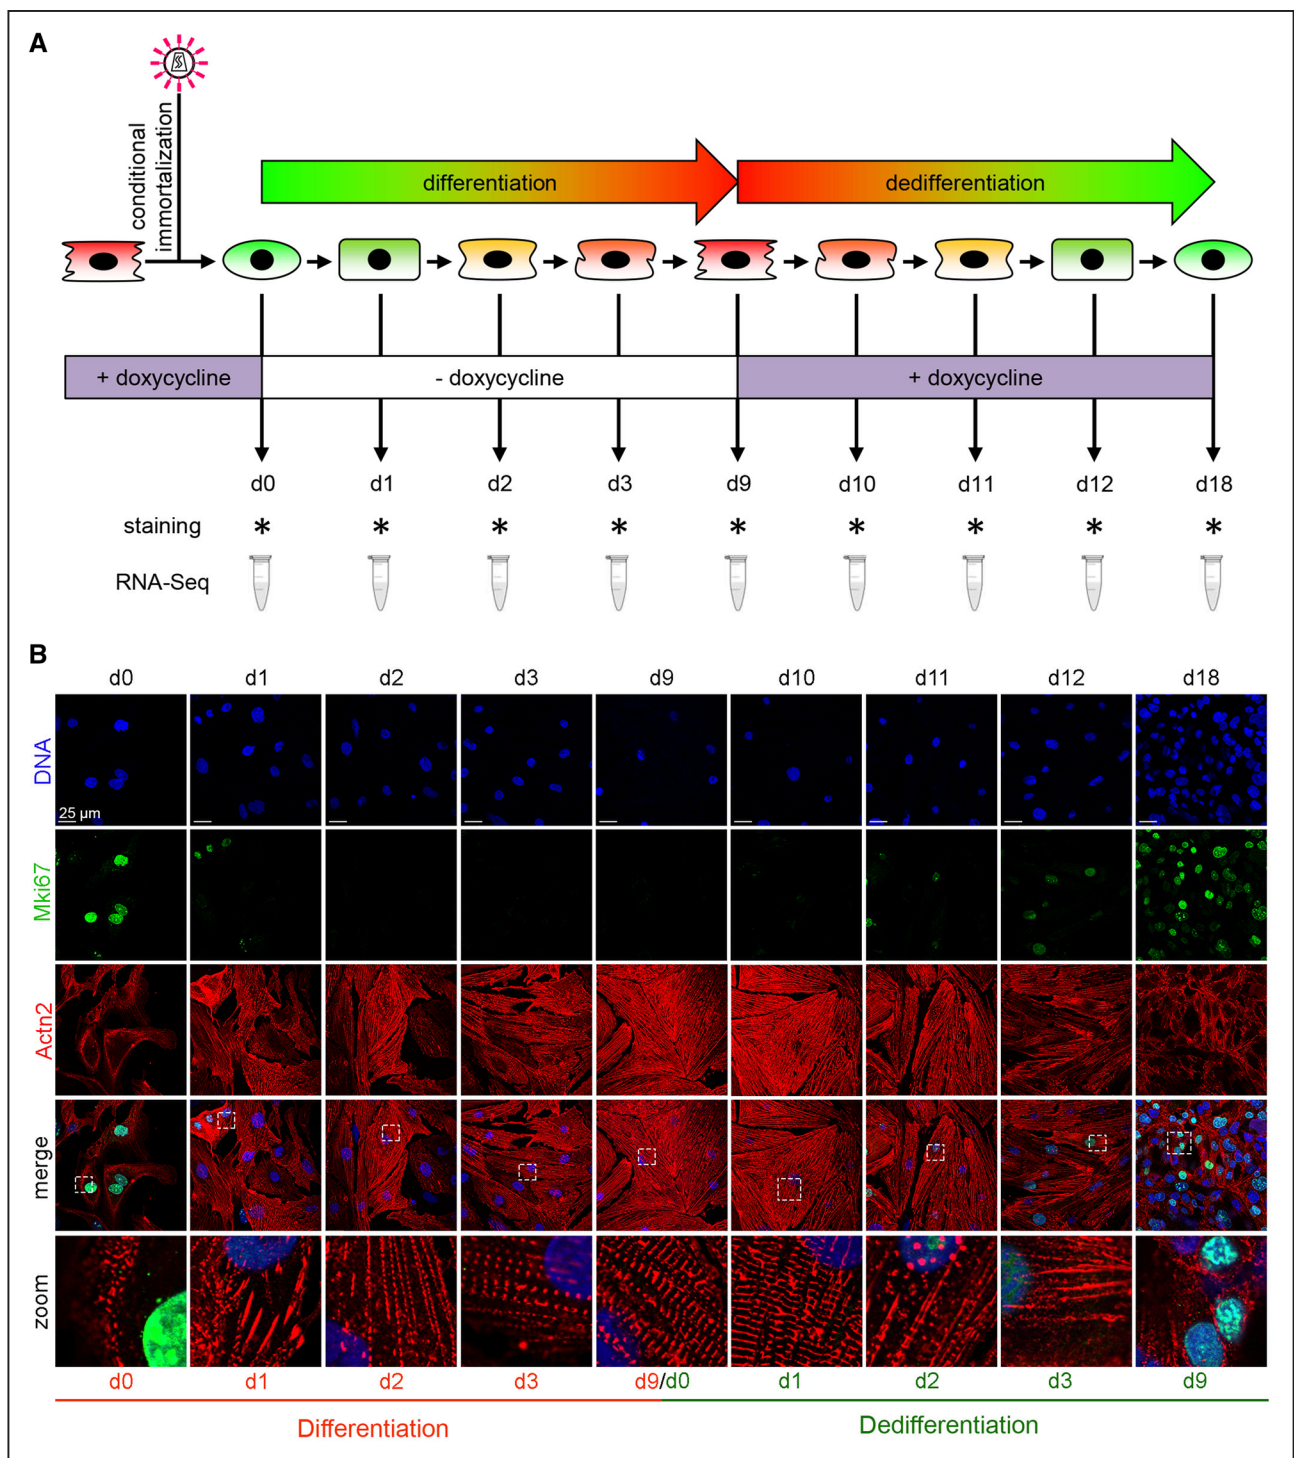 A
conditional
immortalization
differentiation
dedifferentiation
+ doxycycline
- doxycycline
+ doxycycline
d0 d1 d2 d3 d9 d10 d11 d12 d18
staining * * * * * * * * *
RNA-Seq
B
d0 d1 d2 d3 d9 d10 d11 d12 d18
DNA
25 µm
Mki67
Actn2
merge
zoom
d0 d1 d2 d3 d9/d0 d1 d2 d3 d9
Differentiation
Dedifferentiation